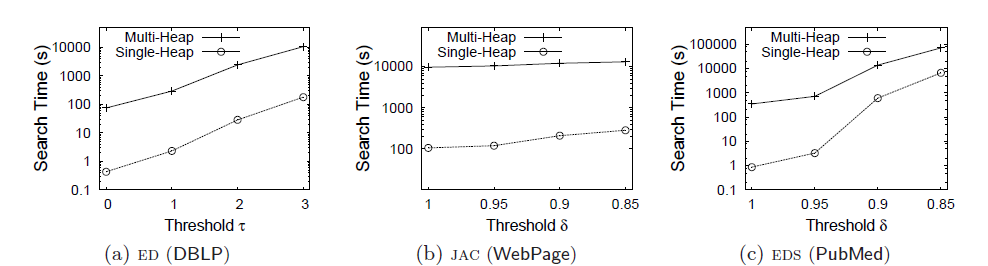 Search Time (s)
10000
1000
100
10
1
0.1
Multi-Heap
Single-Heap
0 1 2 3
Threshold τ
(a) ED (DBLP)
Search Time (s)
10000
1000
100
Multi-Heap
Single-Heap
1 0.95 0.9 0.85
Threshold δ
(b) JAC (WebPage)
Search Time (s)
100000
10000
1000
100
10
1
0.1
Multi-Heap
Single-Heap
1 0.95 0.9 0.85
Threshold δ
(c) EDS (PubMed)